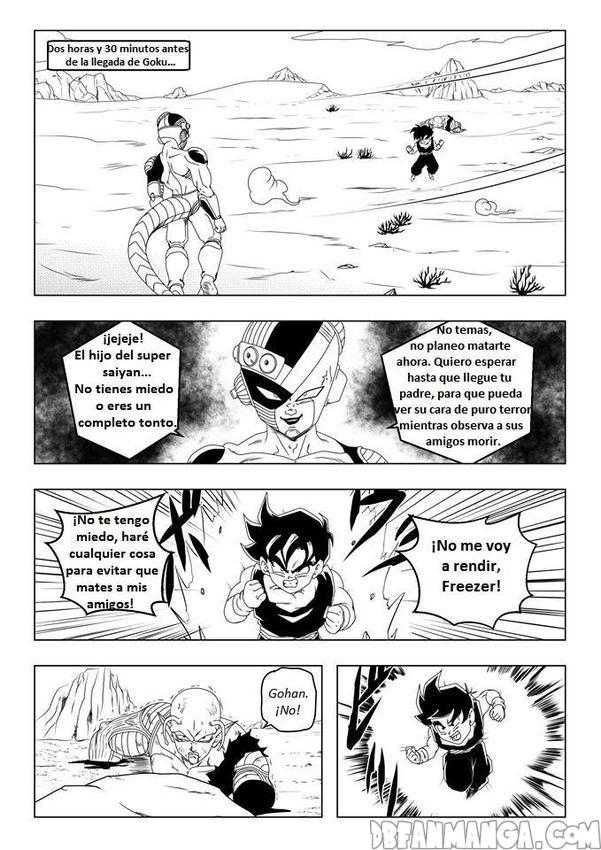 Dos horas y 30 minutos antes
de la llegada de Goku...
¡jejeje!
El hijo del super
saiyan...
No tienes miedo
o eres un
completo tonto.
No temas,
no planeo matarte
ahora. Quiero esperar
hasta que llegue tu
padre, para que pueda
ver su cara de puro terror
mientras observa a sus
amigos morir.
¡No te tengo
miedo, haré
cualquier cosa
para evitar que
mates a mis
amigos!
¡No me voy
a rendir,
Freezer!
Gohan.
¡No!
DBFANMANGA.COM